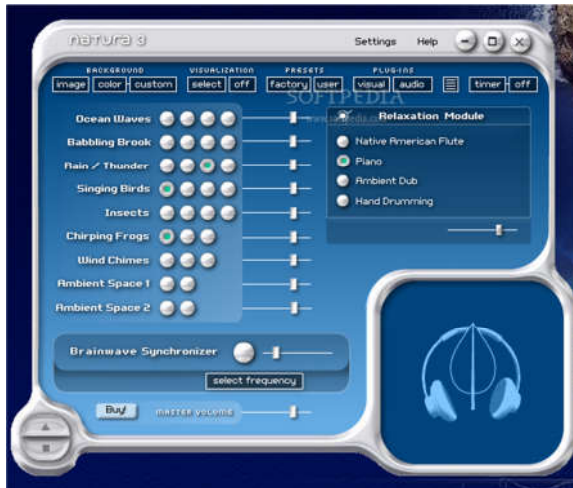 natura 3
Settings Help
BACKGROUND VISUALIZATION PRESETS PLUG-INS
image color custom select off factory user visual audio timer off
SOFTPEDIA
www.softpedia.com
Ocean Waves
Relaxation Module
Babbling Brook
Native American Flute
Rain / Thunder
Piano
Singing Birds
Ambient Dub
Insects
Hand Drumming
Chirping Frogs
Wind Chimes
Ambient Space 1
Ambient Space 2
Brainwave Synchronizer
select frequency
Buy!
MASTER VOLUME